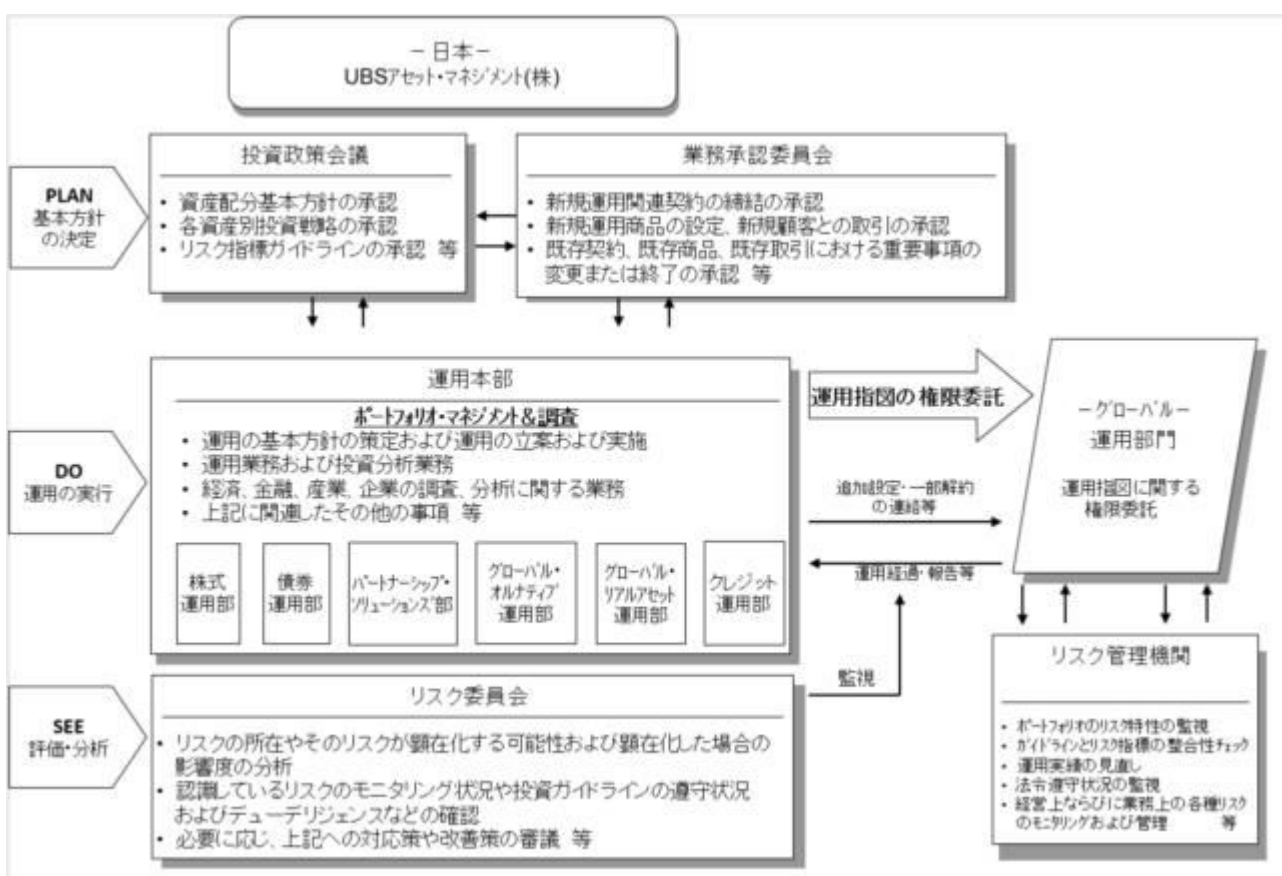 －日本－
UBSｱｾｯﾄ・ﾏﾈｼﾞﾒﾝﾄ(株)
PLAN
基本方針
の決定
投資政策会議
• 資産配分基本方針の承認
• 各資産別投資戦略の承認
• リスク指標ガイドラインの承認 等
業務承認委員会
• 新規運用関連契約の締結の承認
• 新規運用商品の設定、新規顧客との取引の承認
• 既存契約、既存商品、既存取引における重要事項の
変更または終了の承認 等
DO
運用の実行
運用本部
ﾎﾟｰﾄﾌｫﾘｵ・ﾏﾈｼﾞﾒﾝﾄ＆調査
• 運用の基本方針の策定および運用の立案および実施
• 運用業務および投資分析業務
• 経済、金融、産業、企業の調査、分析に関する業務
• 上記に関連したその他の事項 等
株式
運用部
債券
運用部
ﾊﾟｰﾄﾅｰｼｯﾌﾟ・
ｿﾘｭｰｼｮﾝｽﾞ部
グローバル・
オルナティブ
運用部
グローバル・
リアルアセット
運用部
クレジット
運用部
運用指図の権限委託
追加設定・一部解約
の連絡等
運用経過・報告等
監視
－グローバル－
運用部門
運用指図に関する
権限委託
SEE
評価・分析
リスク委員会
• リスクの所在やそのリスクが顕在化する可能性および顕在化した場合の
影響度の分析
• 認識しているリスクのモニタリング状況や投資ガイドラインの遵守状況
およびデューデリジェンスなどの確認
• 必要に応じ、上記への対応策や改善策の審議 等
リスク管理機関
• ﾎﾟｰﾄﾌｫﾘｵのﾘｽｸ特性の監視
• ｶﾞｲﾄﾞﾗｲﾝとﾘｽｸ指標の整合性ﾁｪｯｸ
• 運用実績の見直し
• 法令遵守状況の監視
• 経営上ならびに業務上の各種ﾘｽｸ
のﾓﾆﾀﾘﾝｸﾞおよび管理 等